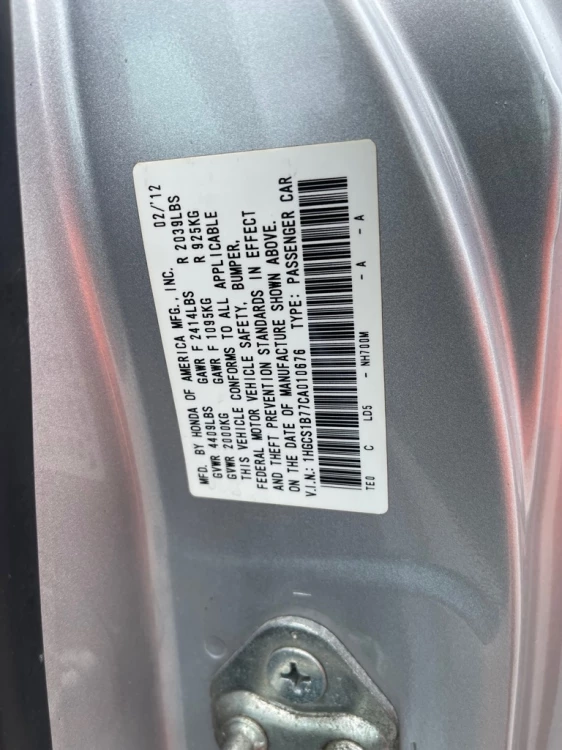 MFD. BY HONDA OF AMERICA MFG., INC. 02/'12
GVWR 4409LBS GAWR F 2414LBS R 2039LBS
GVWR 2000KG GAWR F 1095KG R 925KG
THIS VEHICLE CONFORMS TO ALL APPLICABLE
FEDERAL MOTOR VEHICLE SAFETY, BUMPER,
AND THEFT PREVENTION STANDARDS IN EFFECT
ON THE DATE OF MANUFACTURE SHOWN ABOVE.
V.I.N.: 1HGCS1B77CA010676 TYPE: PASSENGER CAR
TE0 C LD5 - NH700M - A - A